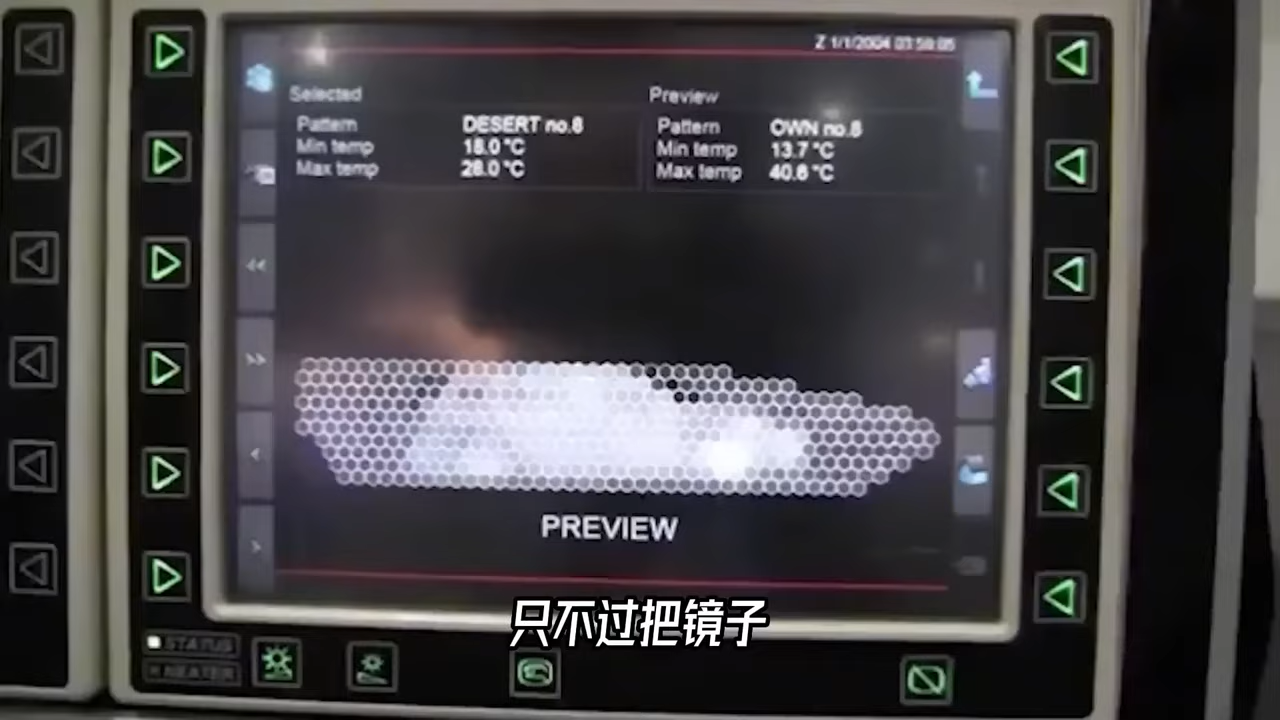 Z 1/1/2004 03:59:05
Selected
Pattern DESERT no.8
Min temp 18.0 °C
Max temp 28.0 °C
Preview
Pattern OWN no.8
Min temp 13.7 °C
Max temp 40.6 °C
PREVIEW
只不过把镜子
STATUS
HEATER